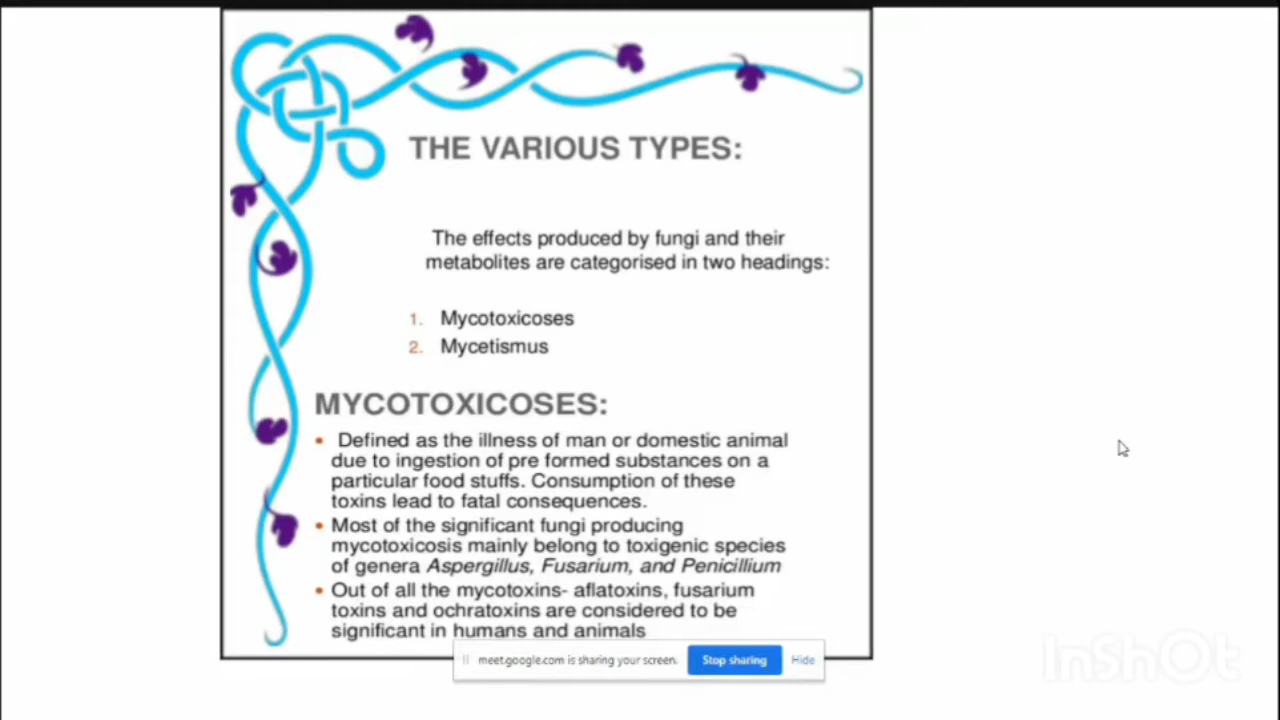 THE VARIOUS TYPES:
The effects produced by fungi and their
metabolites are categorised in two headings:
1. Mycotoxicoses
2. Mycetismus
MYCOTOXICOSES:
• Defined as the illness of man or domestic animal
due to ingestion of pre formed substances on a
particular food stuffs. Consumption of these
toxins lead to fatal consequences.
• Most of the significant fungi producing
mycotoxicosis mainly belong to toxigenic species
of genera Aspergillus, Fusarium, and Penicillium
• Out of all the mycotoxins- aflatoxins, fusarium
toxins and ochratoxins are considered to be
significant in humans and animals
meet.google.com is sharing your screen. Stop sharing Hide
InShOt